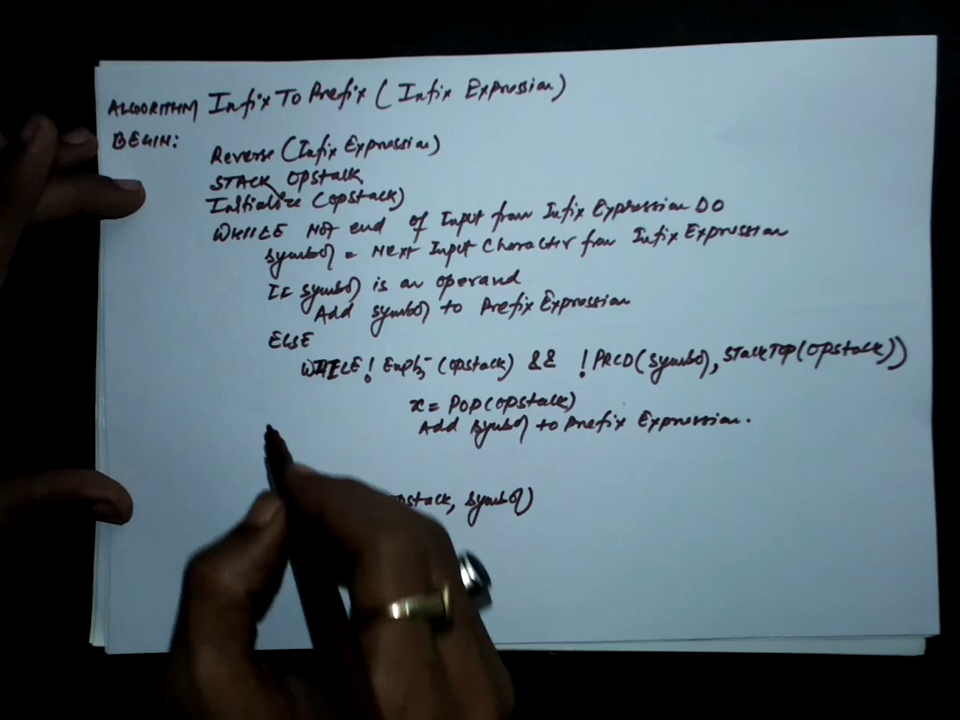 ALGORITHM Infix To Prefix ( Infix Expression)
BEGIN:
Reverse (Infix Expression)
STACK OpStack
Initialize (opstack)
WHILE Not end of Input from Infix Expression DO
symbol = Next Input Character from Infix Expression
IF symbol is an operand
Add symbol to Prefix Expression
ELSE
WHILE ! Empty (opstack) && ! PRCD (symbol, StackTop (OpStack))
x = POP (opstack)
Add symbol to Prefix Expression.
opstack, symbol)